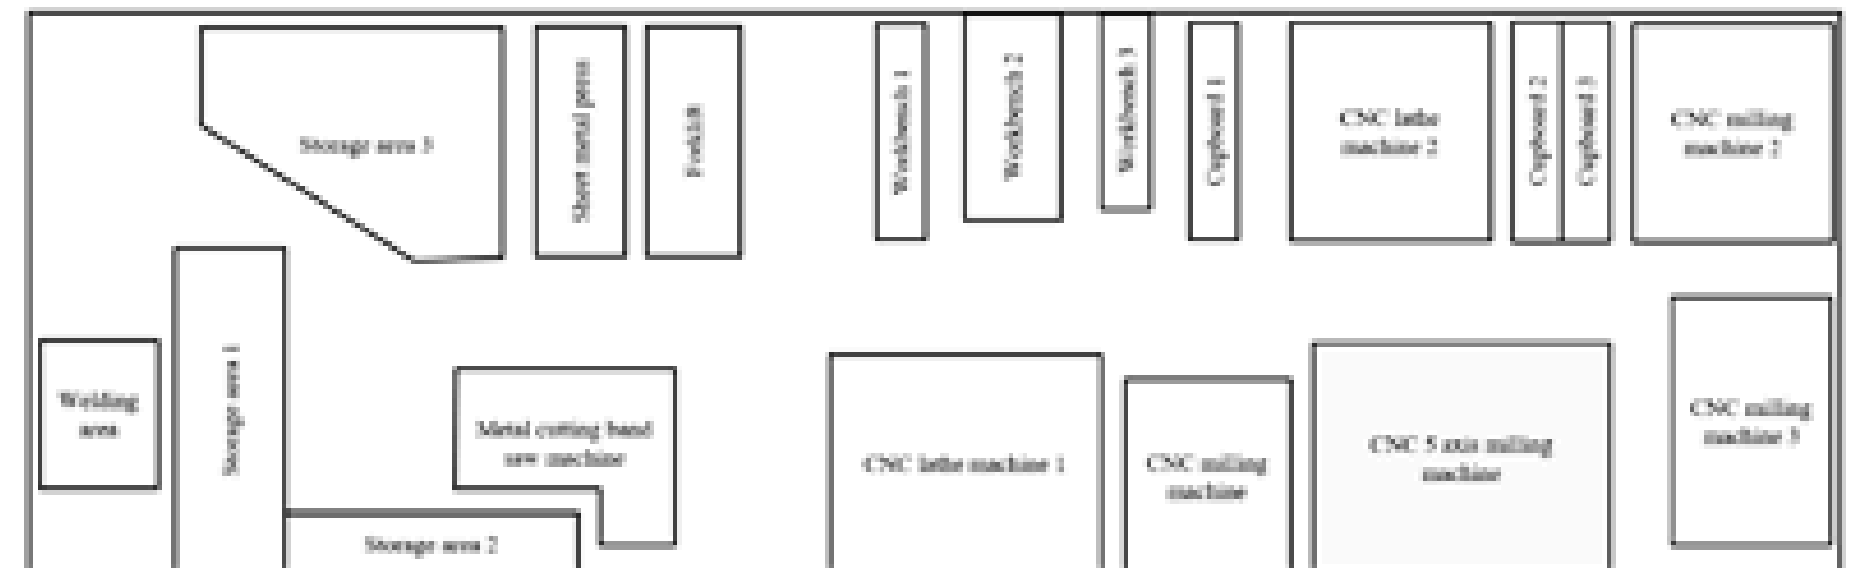 Storage area 3
Sheet metal press
Forklift
Workbench 1
Workbench 2
Workbench 3
Cupboard 1
CNC lathe
machine 2
Cupboard 2
Cupboard 3
CNC milling
machine 2
Welding
area
Storage area 1
Metal cutting band
saw machine
Storage area 2
CNC lathe machine 1
CNC milling
machine
CNC 5 axis milling
machine
CNC milling
machine 3